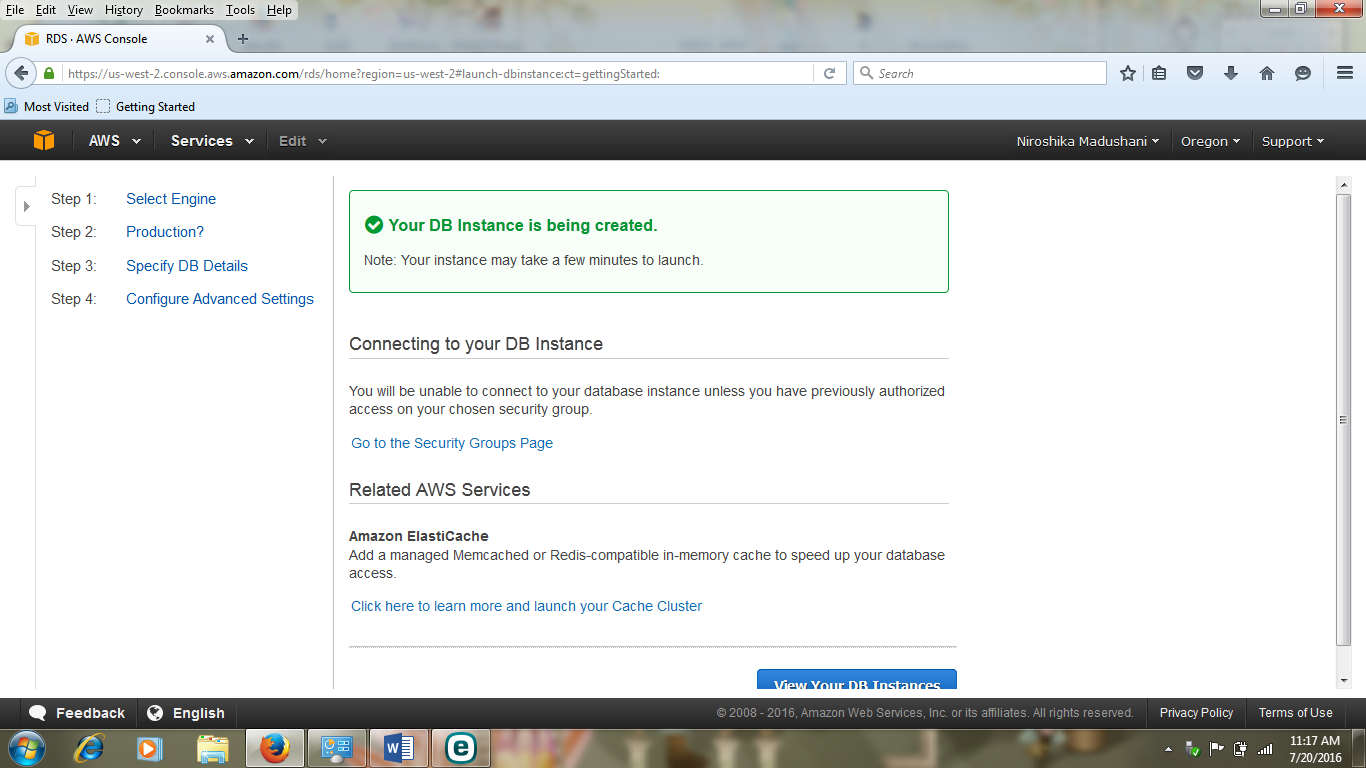 File Edit View History Bookmarks Tools Help
RDS · AWS Console
https://us-west-2.console.aws.amazon.com/rds/home?region=us-west-2#launch-dbinstance:ct=gettingStarted:
Search
Most Visited Getting Started
AWS Services Edit Niroshika Madushani Oregon Support
Step 1: Select Engine
Step 2: Production?
Step 3: Specify DB Details
Step 4: Configure Advanced Settings
Your DB Instance is being created.
Note: Your instance may take a few minutes to launch.
Connecting to your DB Instance
You will be unable to connect to your database instance unless you have previously authorized
access on your chosen security group.
Go to the Security Groups Page
Related AWS Services
Amazon ElastiCache
Add a managed Memcached or Redis-compatible in-memory cache to speed up your database
access.
Click here to learn more and launch your Cache Cluster
View Your DB Instances
Feedback English © 2008 - 2016, Amazon Web Services, Inc. or its affiliates. All rights reserved. Privacy Policy Terms of Use
11:17 AM
7/20/2016